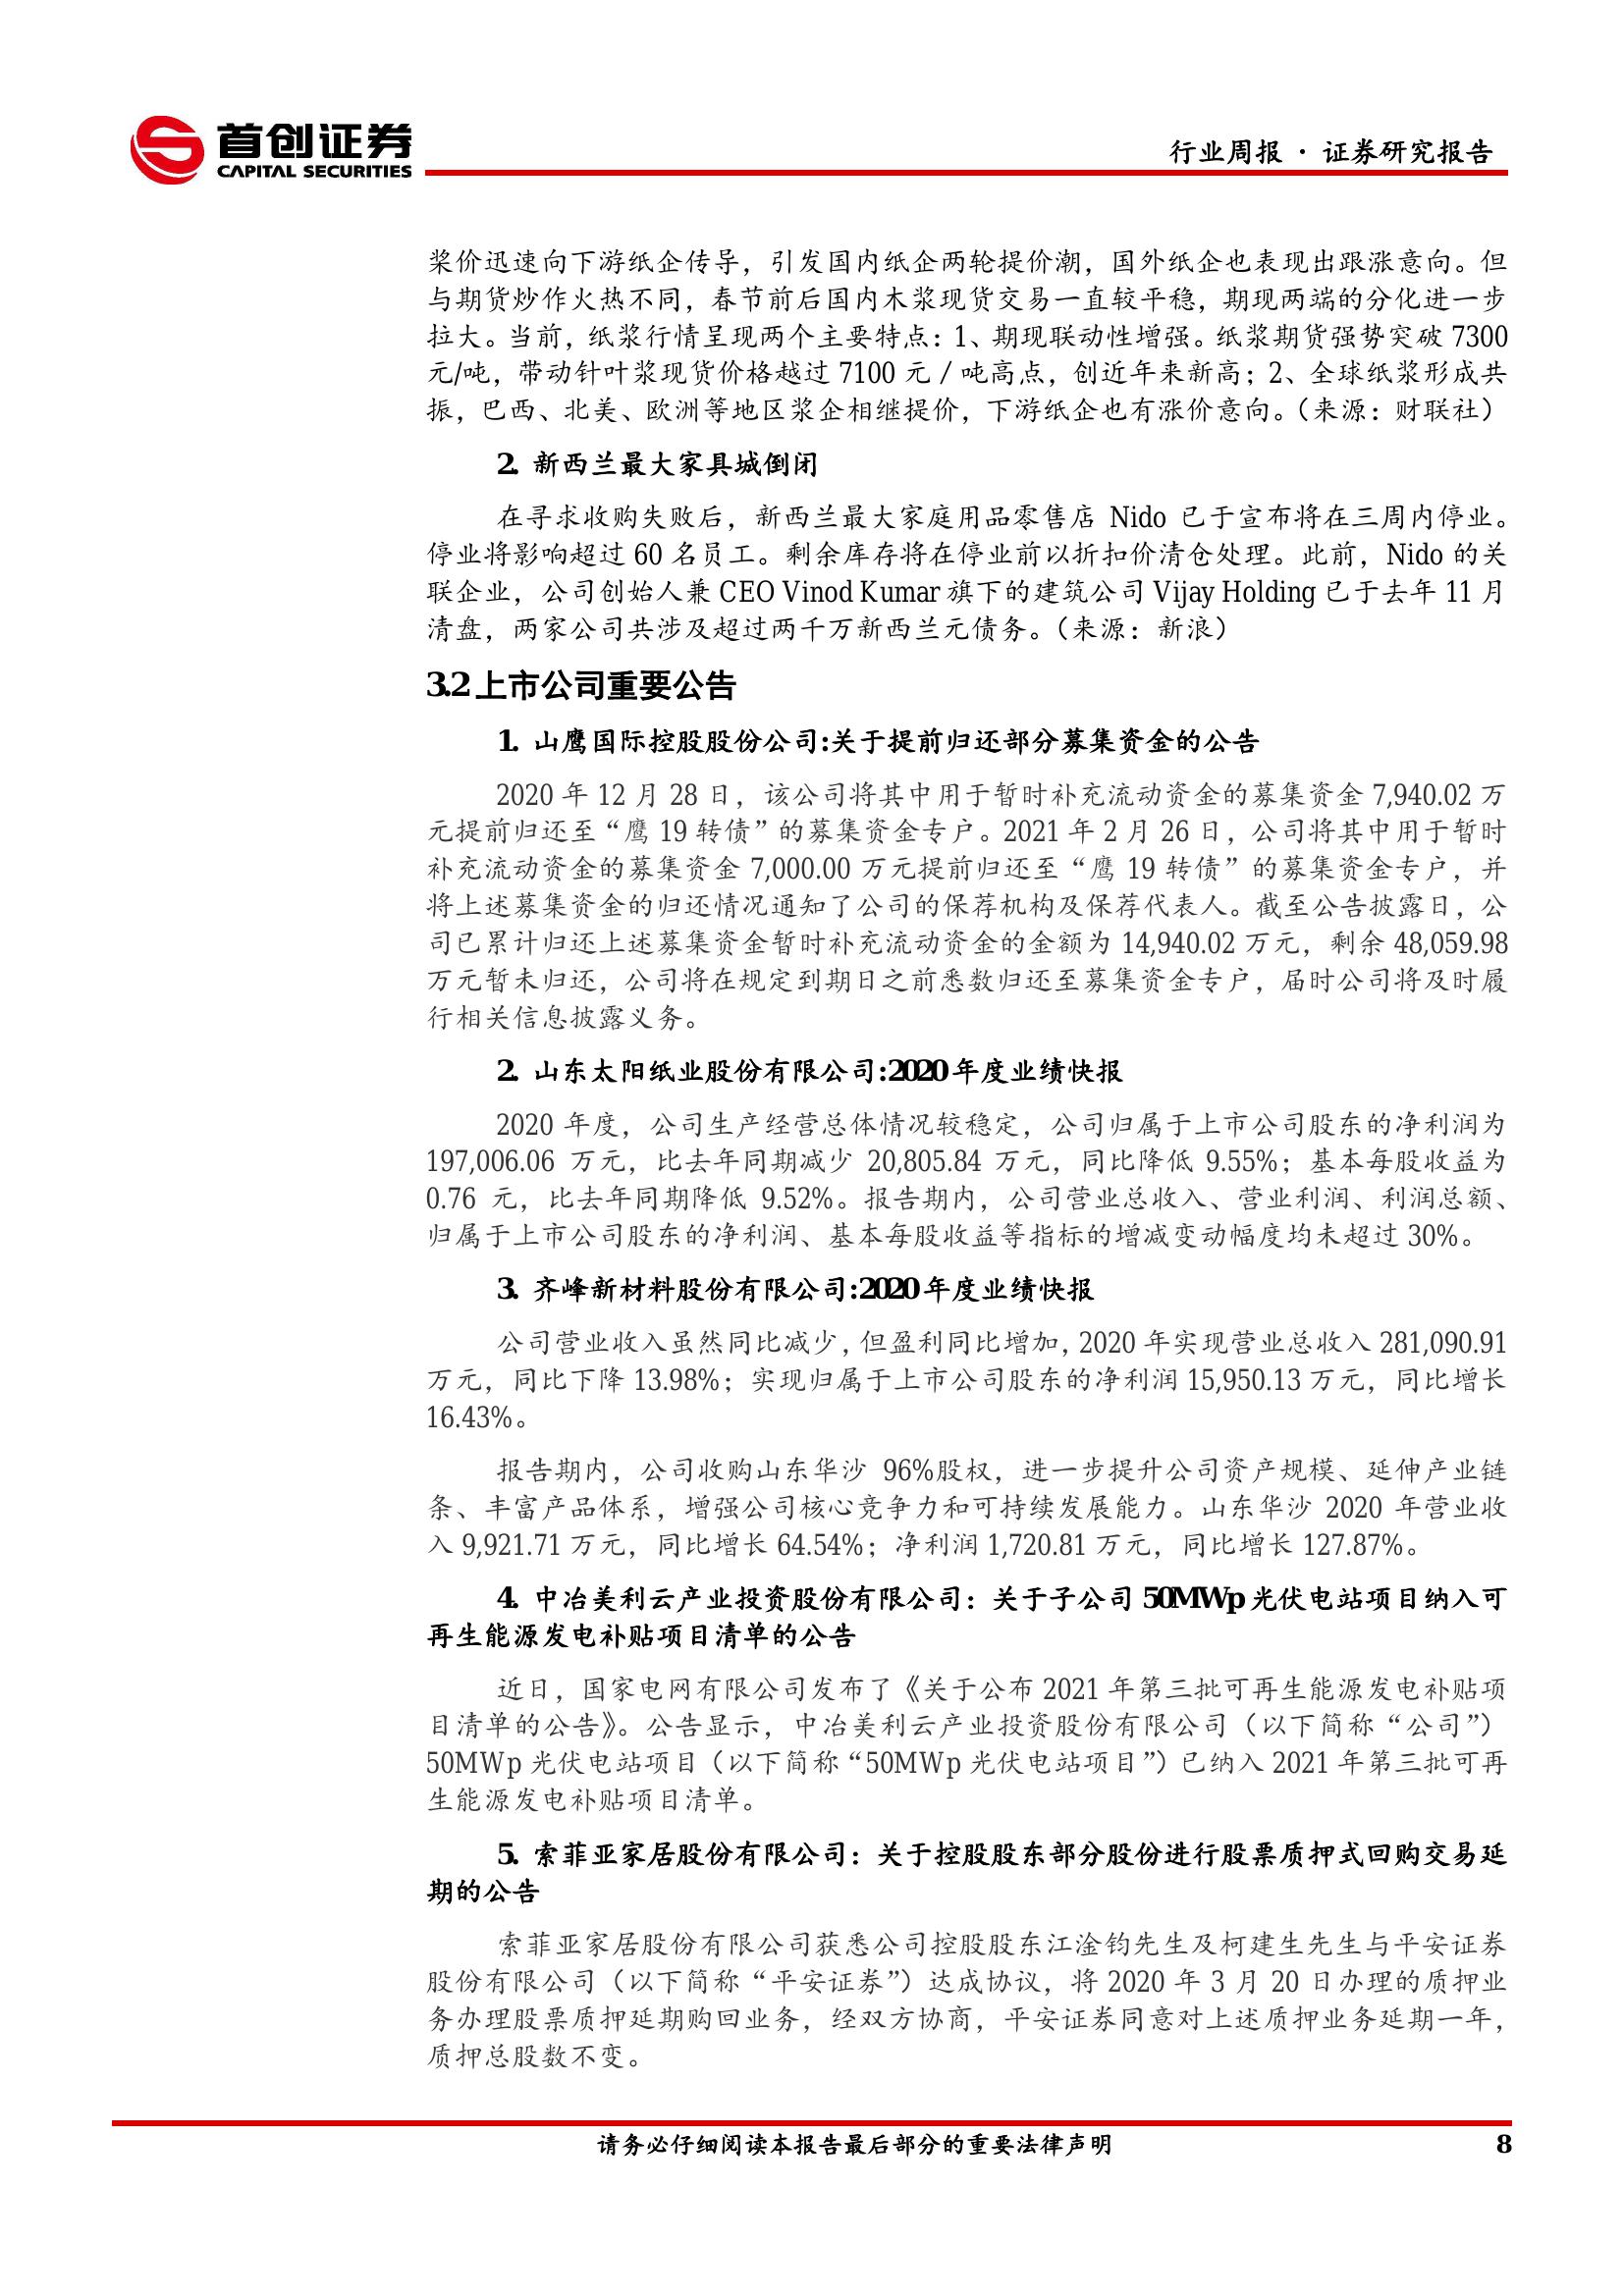 首创证券
CAPITAL SECURITIES
行业周报 · 证券研究报告
浆价迅速向下游纸企传导，引发国内纸企两轮提价潮，国外纸企也表现出跟涨意向。但
与期货炒作火热不同，春节前后国内木浆现货交易一直较平稳，期现两端的分化进一步
拉大。当前，纸浆行情呈现两个主要特点：1、期现联动性增强。纸浆期货强势突破 7300
元/吨，带动针叶浆现货价格越过 7100 元 / 吨高点，创近年来新高；2、全球纸浆形成共
振，巴西、北美、欧洲等地区浆企相继提价，下游纸企也有涨价意向。（来源：财联社）
2. 新西兰最大家具城倒闭
在寻求收购失败后，新西兰最大家庭用品零售店 Nido 已于宣布将在三周内停业。
停业将影响超过 60 名员工。剩余库存将在停业前以折扣价清仓处理。此前，Nido 的关
联企业，公司创始人兼 CEO Vinod Kumar 旗下的建筑公司 Vijay Holding 已于去年 11 月
清盘，两家公司共涉及超过两千万新西兰元债务。（来源：新浪）
3.2 上市公司重要公告
1. 山鹰国际控股股份公司:关于提前归还部分募集资金的公告
2020 年 12 月 28 日，该公司将其中用于暂时补充流动资金的募集资金 7,940.02 万
元提前归还至“鹰 19 转债”的募集资金专户。2021 年 2 月 26 日，公司将其中用于暂时
补充流动资金的募集资金 7,000.00 万元提前归还至“鹰 19 转债”的募集资金专户，并
将上述募集资金的归还情况通知了公司的保荐机构及保荐代表人。截至公告披露日，公
司已累计归还上述募集资金暂时补充流动资金的金额为 14,940.02 万元，剩余 48,059.98
万元暂未归还，公司将在规定到期日之前悉数归还至募集资金专户，届时公司将及时履
行相关信息披露义务。
2. 山东太阳纸业股份有限公司:2020 年度业绩快报
2020 年度，公司生产经营总体情况较稳定，公司归属于上市公司股东的净利润为
197,006.06 万元，比去年同期减少 20,805.84 万元，同比降低 9.55%；基本每股收益为
0.76 元，比去年同期降低 9.52%。报告期内，公司营业总收入、营业利润、利润总额、
归属于上市公司股东的净利润、基本每股收益等指标的增减变动幅度均未超过 30%。
3. 齐峰新材料股份有限公司:2020 年度业绩快报
公司营业收入虽然同比减少，但盈利同比增加，2020 年实现营业总收入 281,090.91
万元，同比下降 13.98%；实现归属于上市公司股东的净利润 15,950.13 万元，同比增长
16.43%。
报告期内，公司收购山东华沙 96%股权，进一步提升公司资产规模、延伸产业链
条、丰富产品体系，增强公司核心竞争力和可持续发展能力。山东华沙 2020 年营业收
入 9,921.71 万元，同比增长 64.54%；净利润 1,720.81 万元，同比增长 127.87%。
4. 中冶美利云产业投资股份有限公司：关于子公司 50MWp 光伏电站项目纳入可
再生能源发电补贴项目清单的公告
近日，国家电网有限公司发布了《关于公布 2021 年第三批可再生能源发电补贴项
目清单的公告》。公告显示，中冶美利云产业投资股份有限公司（以下简称“公司”）
50MWp 光伏电站项目（以下简称“50MWp 光伏电站项目”）已纳入 2021 年第三批可再
生能源发电补贴项目清单。
5. 索菲亚家居股份有限公司：关于控股股东部分股份进行股票质押式回购交易延
期的公告
索菲亚家居股份有限公司获悉公司控股股东江淦钧先生及柯建生先生与平安证券
股份有限公司（以下简称“平安证券”）达成协议，将 2020 年 3 月 20 日办理的质押业
务办理股票质押延期购回业务，经双方协商，平安证券同意对上述质押业务延期一年，
质押总股数不变。
请务必仔细阅读本报告最后部分的重要法律声明
8